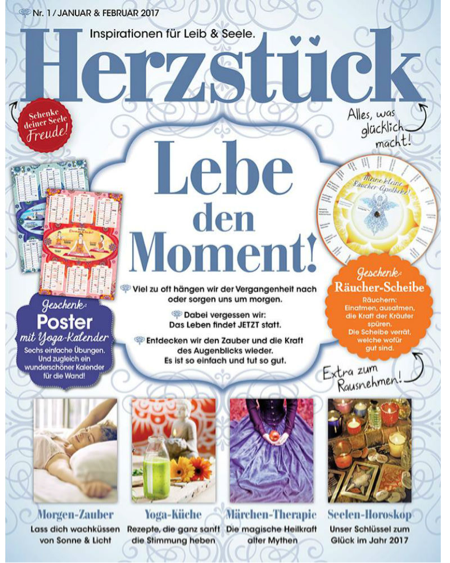 Nr. 1/JANUAR & FEBRUAR 2017
Inspirationen für Leib & Seele.
Herzstück
Schenke
deiner Seele
Freude!
Alles, was
glücklich
macht!
Lebe
den
Moment!
Viel zu oft hängen wir der Vergangenheit nach
oder sorgen uns um morgen.
Dabei vergessen wir:
Das Leben findet JETZT statt.
Entdecken wir den Zauber und die Kraft
des Augenblicks wieder.
Es ist so einfach und tut so gut.
Geschenk:
Poster
mit Yoga-Kalender
Sechs einfache Übungen.
Und zugleich ein
wunderschöner Kalender
für die Wand!
Geschenk:
Räucher-Scheibe
Räuchern:
Einatmen, ausatmen,
die Kraft der Kräuter
spüren.
Die Scheibe verrät,
welche wofür
gut sind.
Extra zum
Rausnehmen!
Morgen-Zauber
Lass dich wachküssen
von Sonne & Licht
Yoga-Küche
Rezepte, die ganz sanft
die Stimmung heben
Märchen-Therapie
Die magische Heilkraft
alter Mythen
Seelen-Horoskop
Unser Schlüssel zum
Glück im Jahr 2017